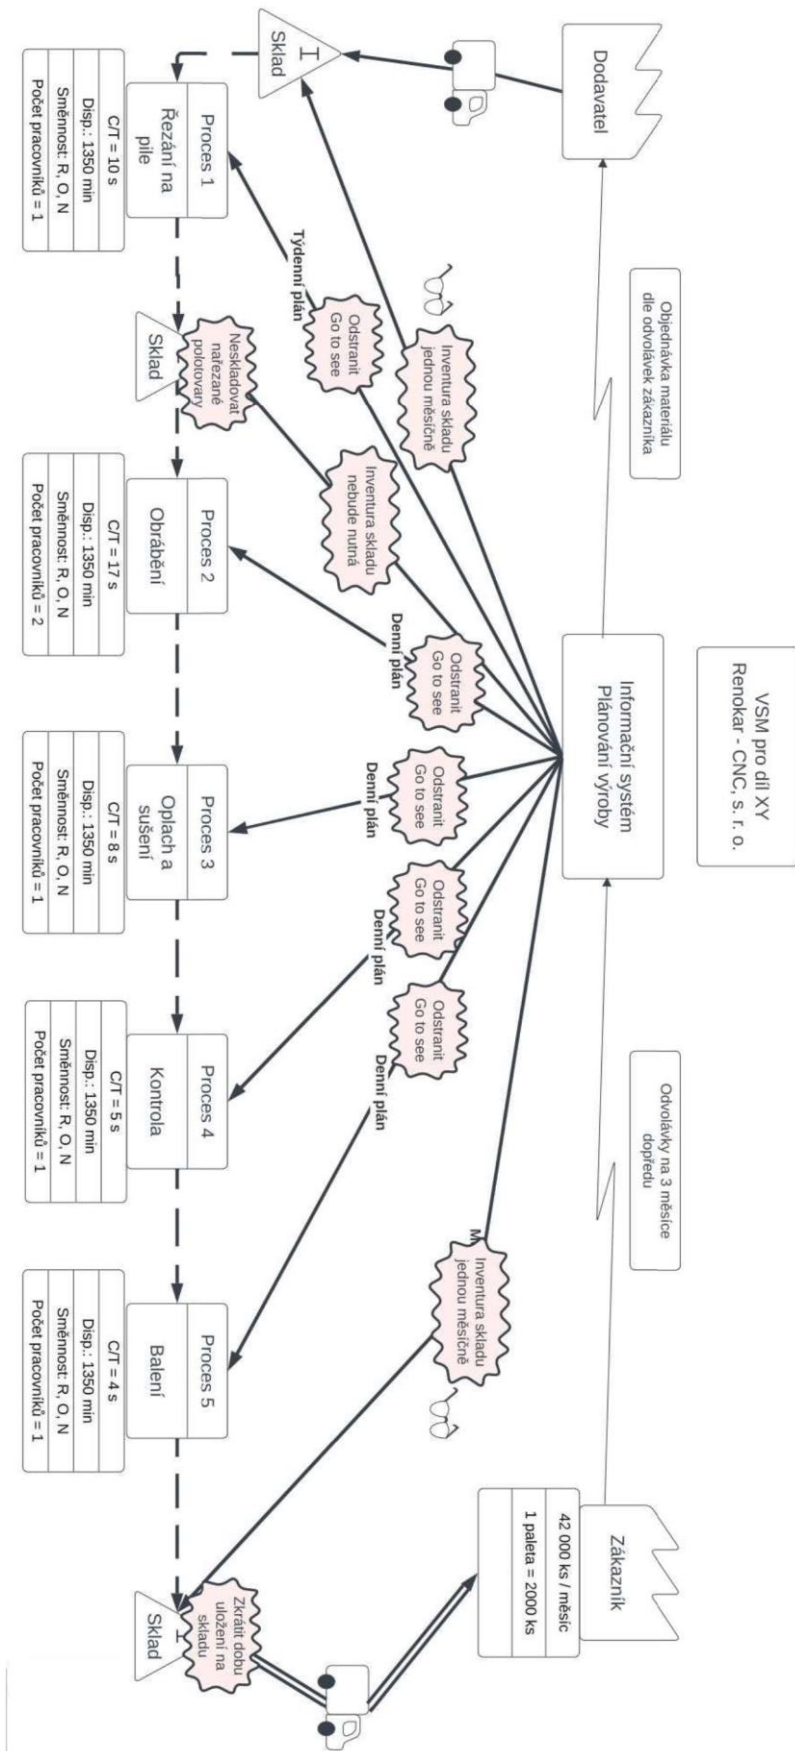 VSM pro díl XY
Renokar - CNC, s. r. o.
Dodavatel
Objednávka materiálu
dle odvolávek zákazníka
Informační systém
Plánování výroby
Odvolávky na 3 měsíce
dopředu
Zákazník
42 000 ks / měsíc
1 paleta = 2000 ks
I
Sklad
Inventura skladu
jednou měsíčně
Odstranit
Go to see
Týdenní plán
Inventura skladu
nebude nutná
Odstranit
Go to see
Denní plán
Odstranit
Go to see
Denní plán
Odstranit
Go to see
Denní plán
Odstranit
Go to see
Denní plán
M
Inventura skladu
jednou měsíčně
Proces 1
Řezání na
pile
C/T = 10 s
Disp.: 1350 min
Směnnost: R, O, N
Počet pracovníků = 1
Neskladovat
nařezané
polotovary
Sklad
Proces 2
Obrábění
C/T = 17 s
Disp.: 1350 min
Směnnost: R, O, N
Počet pracovníků = 2
Proces 3
Oplach a
sušení
C/T = 8 s
Disp.: 1350 min
Směnnost: R, O, N
Počet pracovníků = 1
Proces 4
Kontrola
C/T = 5 s
Disp.: 1350 min
Směnnost: R, O, N
Počet pracovníků = 1
Proces 5
Balení
C/T = 4 s
Disp.: 1350 min
Směnnost: R, O, N
Počet pracovníků = 1
Zkrátit dobu
uložení na
skladu
I
Sklad